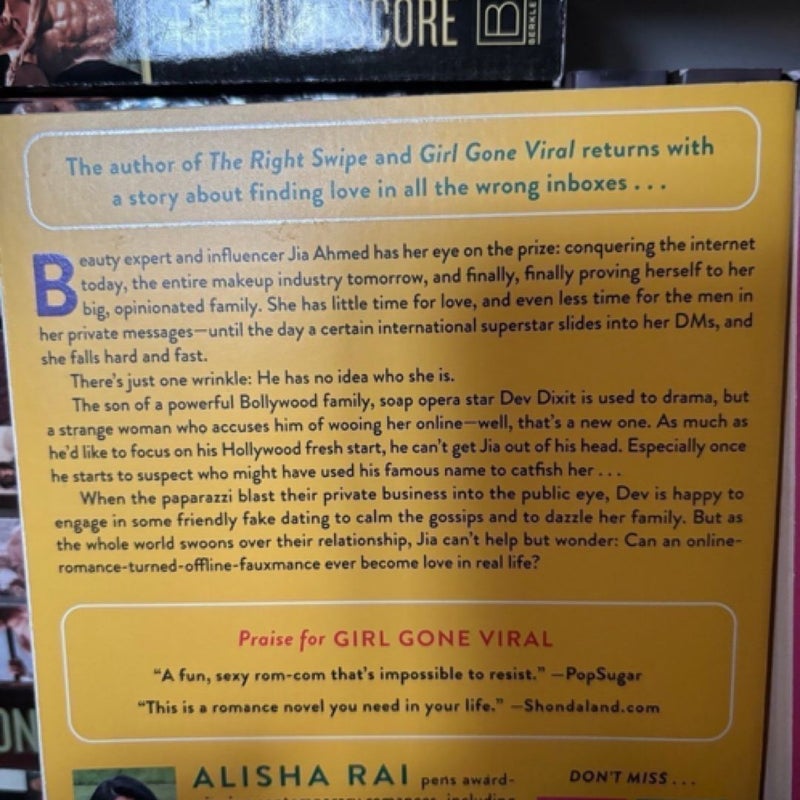 SCORE
B
BERKLEY
The author of The Right Swipe and Girl Gone Viral returns with
a story about finding love in all the wrong inboxes . . .
Beauty expert and influencer Jia Ahmed has her eye on the prize: conquering the internet
today, the entire makeup industry tomorrow, and finally, finally proving herself to her
big, opinionated family. She has little time for love, and even less time for the men in
her private messages—until the day a certain international superstar slides into her DMs, and
she falls hard and fast.
There's just one wrinkle: He has no idea who she is.
The son of a powerful Bollywood family, soap opera star Dev Dixit is used to drama, but
a strange woman who accuses him of wooing her online—well, that's a new one. As much as
he'd like to focus on his Hollywood fresh start, he can't get Jia out of his head. Especially once
he starts to suspect who might have used his famous name to catfish her . . .
When the paparazzi blast their private business into the public eye, Dev is happy to
engage in some friendly fake dating to calm the gossips and to dazzle her family. But as
the whole world swoons over their relationship, Jia can't help but wonder: Can an online-
romance-turned-offline-fauxmance ever become love in real life?
Praise for GIRL GONE VIRAL
"A fun, sexy rom-com that's impossible to resist." —PopSugar
"This is a romance novel you need in your life." —Shondaland.com
ON
ALISHA RAI pens award-
DON'T MISS . . .